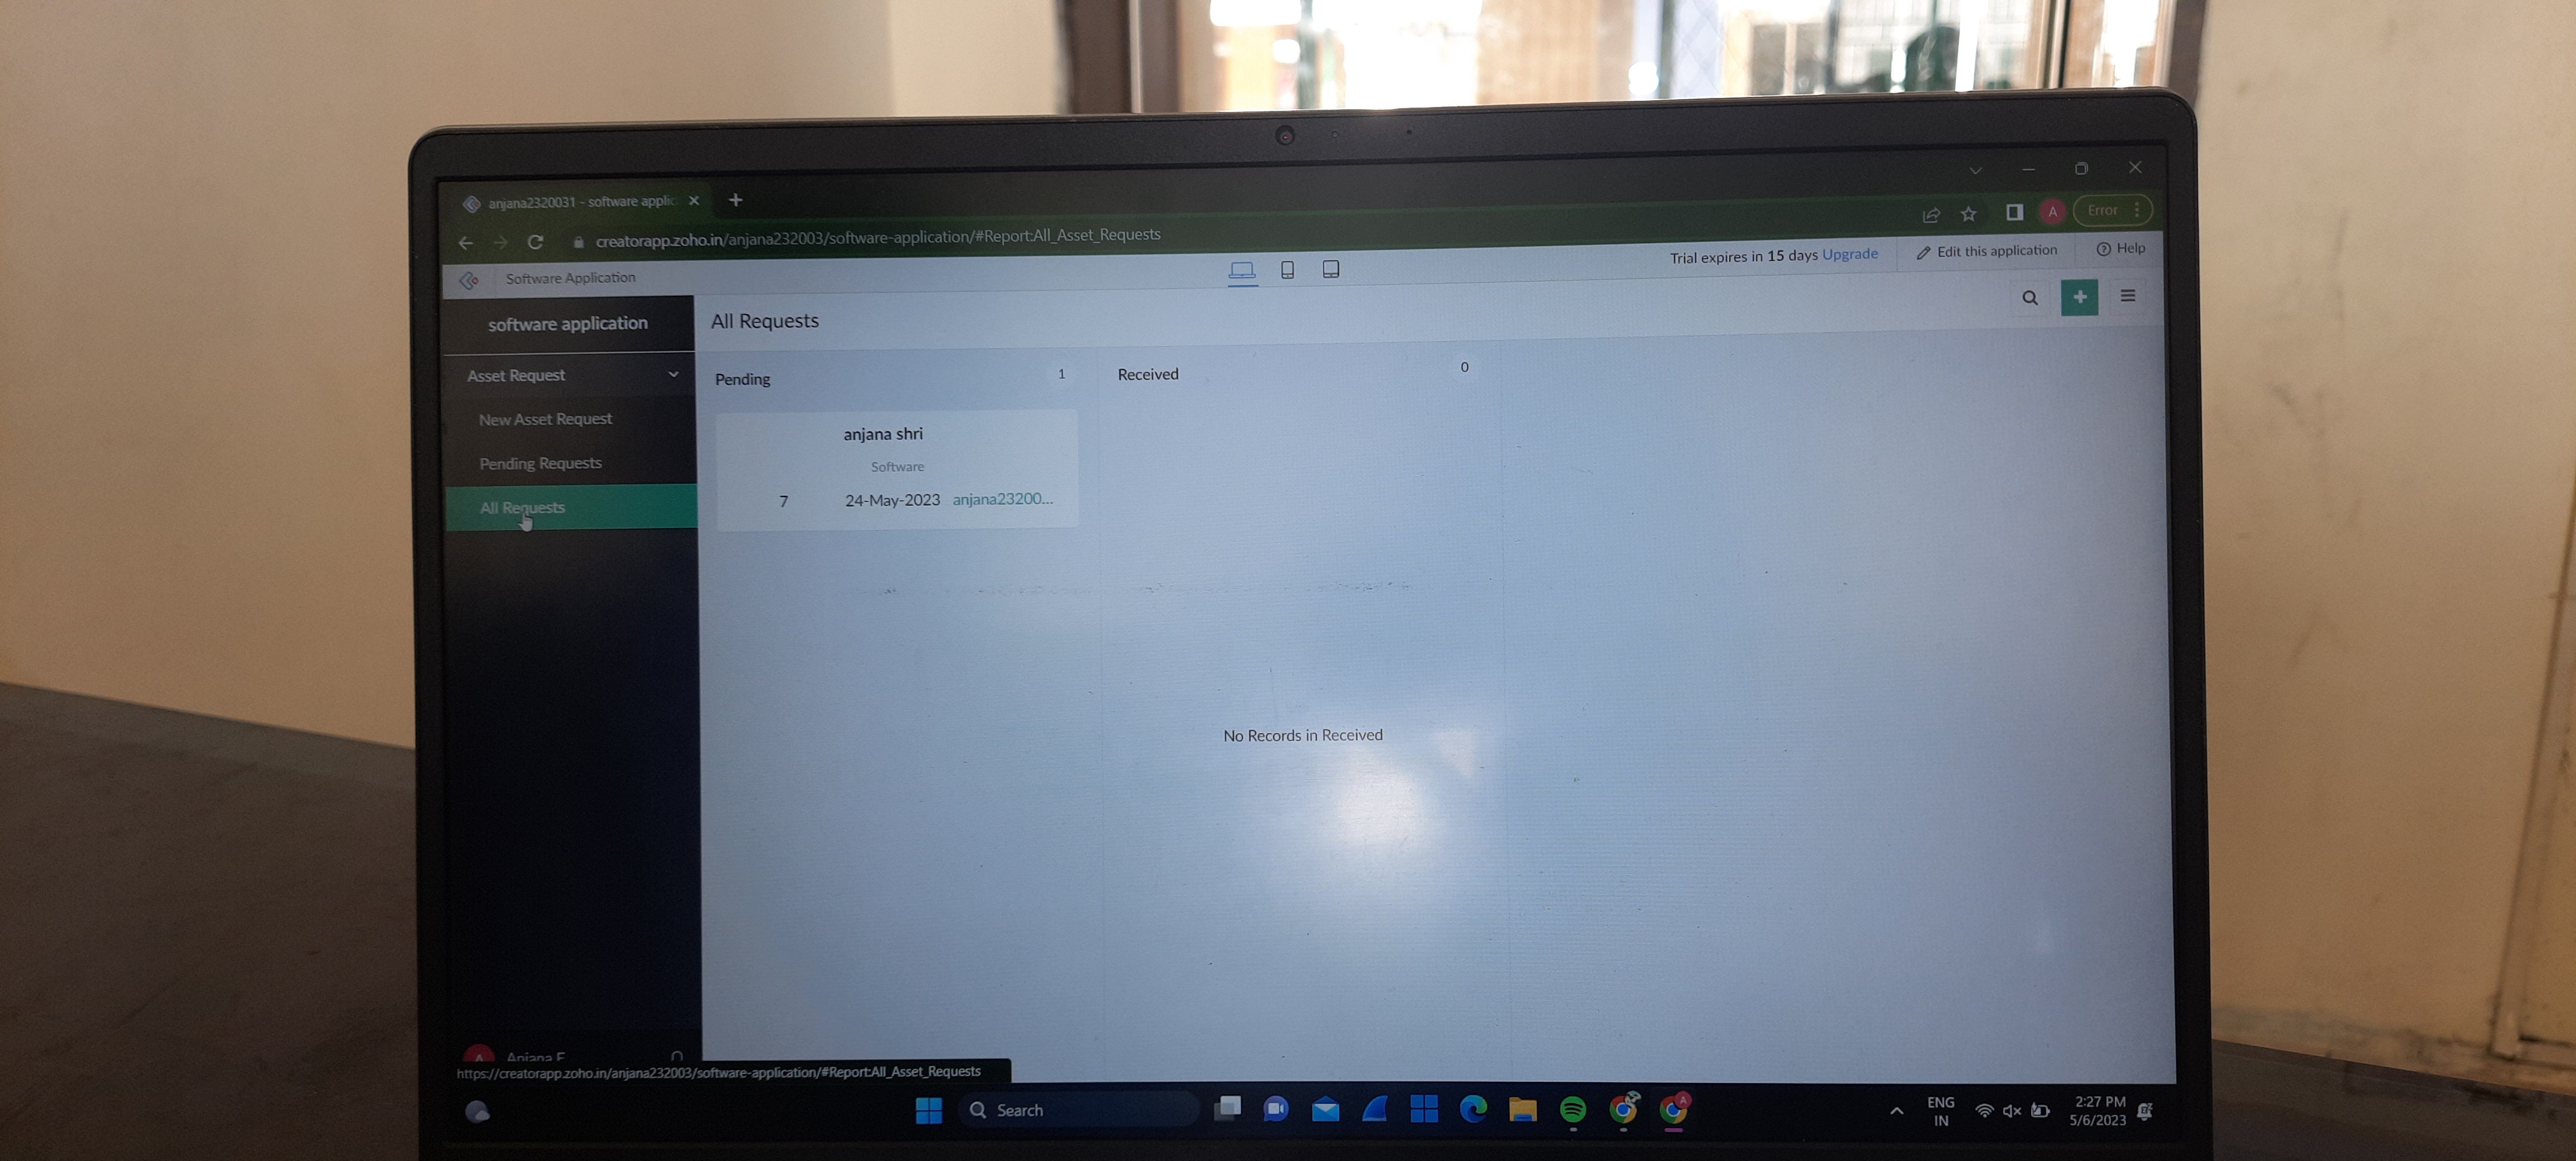 anjana2320031 - software applic
creatorapp.zoho.in/anjana232003/software-application/#Report:All_Asset_Requests
A
Error
Software Application
Trial expires in 15 days Upgrade
Edit this application
Help
software application
All Requests
Asset Request
New Asset Request
Pending Requests
All Requests
Pending 1
Received 0
anjana shri
Software
7 24-May-2023 anjana23200...
No Records in Received
A
https://creatorapp.zoho.in/anjana232003/software-application/#Report:All_Asset_Requests
Search
A
ENG
IN
2:27 PM
5/6/2023